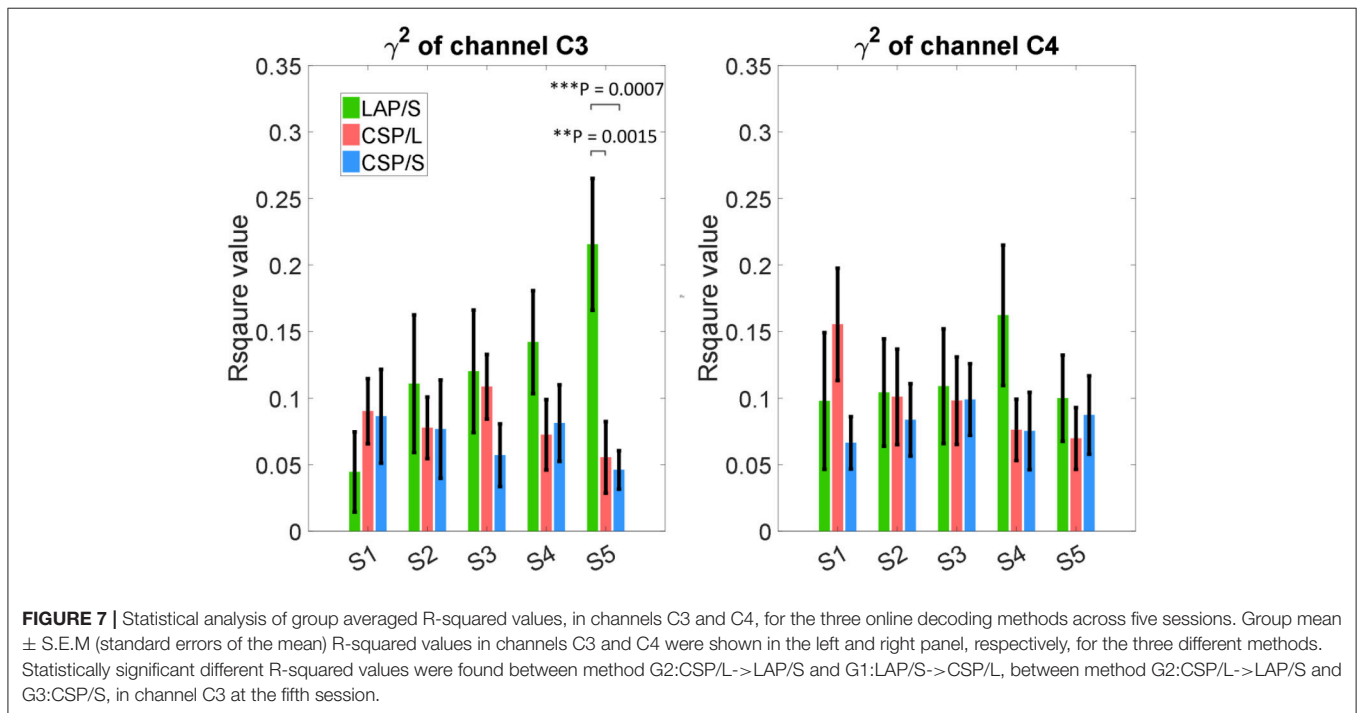 γ² of channel C3
0.35
0.3
0.25
0.2
0.15
0.1
0.05
0
Rsqaure value
LAP/S
CSP/L
CSP/S
***P = 0.0007
**P = 0.0015
S1 S2 S3 S4 S5
γ² of channel C4
0.35
0.3
0.25
0.2
0.15
0.1
0.05
0
Rsqaure value
S1 S2 S3 S4 S5
FIGURE 7 | Statistical analysis of group averaged R-squared values, in channels C3 and C4, for the three online decoding methods across five sessions. Group mean
± S.E.M (standard errors of the mean) R-squared values in channels C3 and C4 were shown in the left and right panel, respectively, for the three different methods.
Statistically significant different R-squared values were found between method G2:CSP/L->LAP/S and G1:LAP/S->CSP/L, between method G2:CSP/L->LAP/S and
G3:CSP/S, in channel C3 at the fifth session.